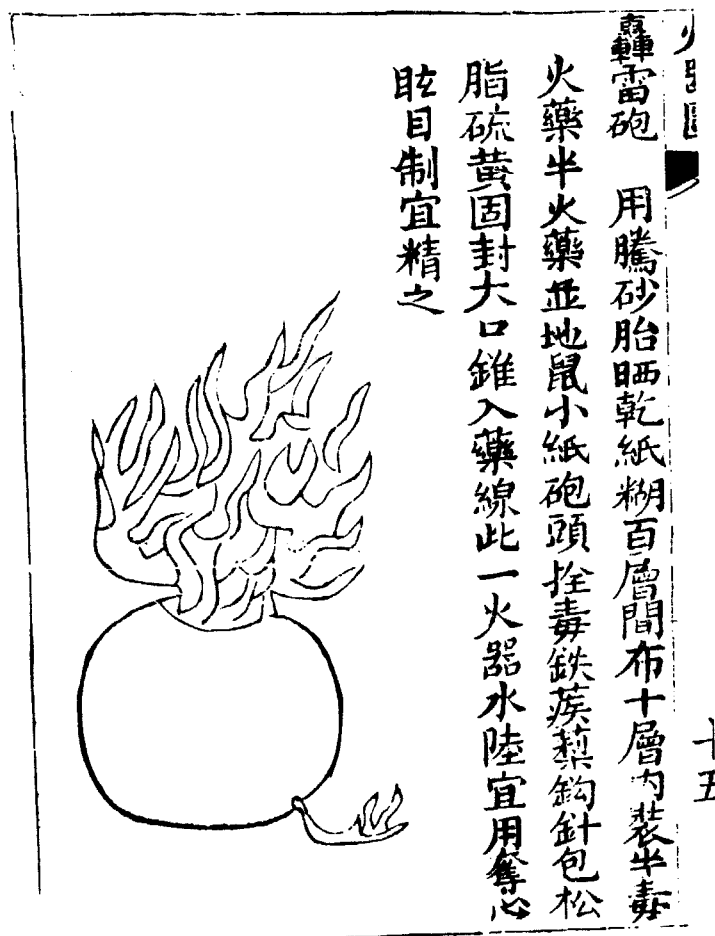 火器圖
十五
轟雷砲　用騰砂胎晒乾紙糊百層間布十層內裝半毒
火藥半火藥並地鼠小紙砲頭拴毒鉄蒺蔾鈎針包松
脂硫黃固封大口錐入藥線此一火器水陸宜用奪心
眩目制宜精之